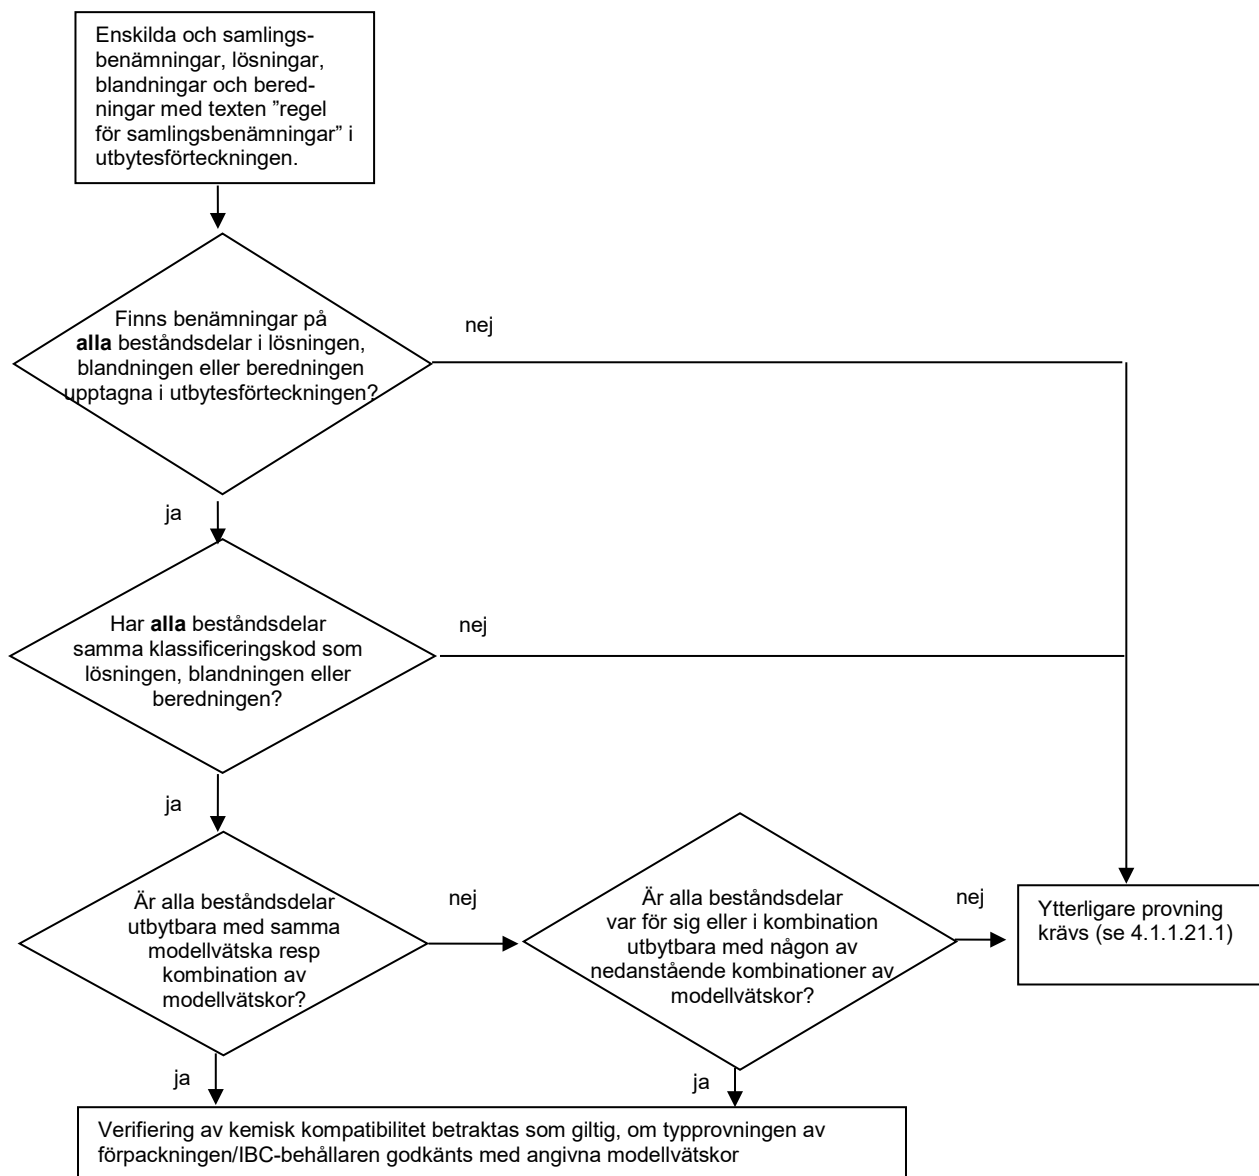 Enskilda och samlings-
benämningar, lösningar,
blandningar och bered-
ningar med texten ”regel
för samlingsbenämningar” i
utbytesförteckningen.
Finns benämningar på
alla beståndsdelar i lösningen,
blandningen eller beredningen
upptagna i utbytesförteckningen?
nej
ja
Har alla beståndsdelar
samma klassificeringskod som
lösningen, blandningen eller
beredningen?
nej
ja
Är alla beståndsdelar
utbytbara med samma
modellvätska resp
kombination av
modellvätskor?
nej
Är alla beståndsdelar
var för sig eller i kombination
utbytbara med någon av
nedanstående kombinationer av
modellvätskor?
nej
Ytterligare provning
krävs (se 4.1.1.21.1)
ja
ja
Verifiering av kemisk kompatibilitet betraktas som giltig, om typprovningen av
förpackningen/IBC-behållaren godkänts med angivna modellvätskor